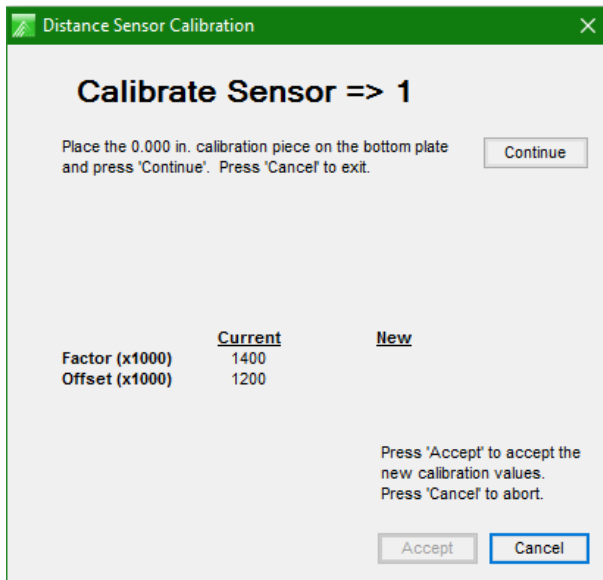 Distance Sensor Calibration
Calibrate Sensor => 1
Place the 0.000 in. calibration piece on the bottom plate
and press 'Continue'. Press 'Cancel' to exit.
Continue
Current New
Factor (x1000) 1400
Offset (x1000) 1200
Press 'Accept' to accept the
new calibration values.
Press 'Cancel' to abort.
Accept Cancel